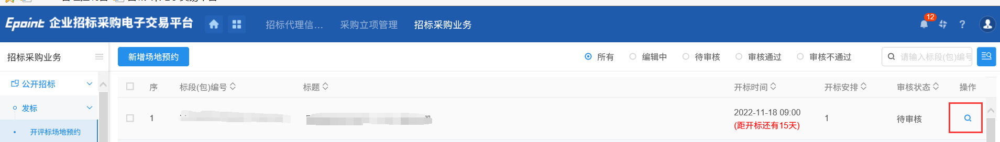 Epoint 企业招标采购电子交易平台
招标代理信... 采购立项管理 招标采购业务
12
?
招标采购业务
新增场地预约
所有 编辑中 待审核 审核通过 审核不通过
请输入标段(包)编号
公开招标
序 标段(包)编号 标题 开标时间 开标安排 审核状态 操作
发标
1 2022-11-18 09:00 1 待审核
(距开标还有15天)
开评标场地预约